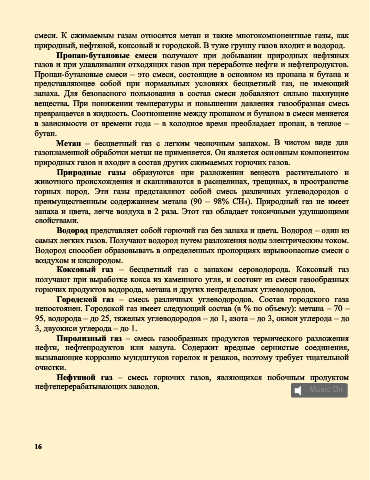 смеси. К сжимаемым газам относятся метан и такие многокомпонентные газы, как
природный, нефтяной, коксовый и городской. В туже группу газов входит и водород.
Пропан-бутановые смеси получают при добывании природных нефтяных
газов и при улавливании отходящих газов при переработке нефти и нефтепродуктов.
Пропан-бутановые смеси – это смеси, состоящие в основном из пропана и бутана и
представляющее собой при нормальных условиях бесцветный газ, не имеющий
запаха. Для безопасного пользования в состав смеси добавляют сильно пахнущие
вещества. При понижении температуры и повышении давления газообразная смесь
превращается в жидкость. Соотношение между пропаном и бутаном в смеси меняется
в зависимости от времени года – в холодное время преобладает пропан, в теплое –
бутан.
Метан – бесцветный газ с легким чесночным запахом. В чистом виде для
газопламенной обработки метан не применяется. Он является основным компонентом
природных газов и входит в состав других сжимаемых горючих газов.
Природные газы образуются при разложении веществ растительного и
животного происхождения и скапливаются в расщелинах, трещинах, в пространстве
горных пород. Эти газы представляют собой смесь различных углеводородов с
преимущественным содержанием метана (90 – 98% СН₄). Природный газ не имеет
запаха и цвета, легче воздуха в 2 раза. Этот газ обладает токсичными удушающими
свойствами.
Водород представляет собой горючий газ без запаха и цвета. Водород – один из
самых легких газов. Получают водород путем разложения воды электрическим током.
Водород способен образовывать в определенных пропорциях взрывоопасные смеси с
воздухом и кислородом.
Коксовый газ – бесцветный газ с запахом сероводорода. Коксовый газ
получают при выработке кокса из каменного угля, и состоит из смеси газообразных
горючих продуктов водорода, метана и других непредельных углеводородов.
Городской газ – смесь различных углеводородов. Состав городского газа
непостоянен. Городской газ имеет следующий состав (в % по объему): метана – 70 –
95, водорода – до 25, тяжелых углеводородов – до 1, азота – до 3, окиси углерода – до
3, двуокиси углерода – до 1.
Пиролизный газ – смесь газообразных продуктов термического разложения
нефти, нефтепродуктов или мазута. Содержит вредные сернистые соединения,
вызывающие коррозию мундштуков горелок и резаков, поэтому требует тщательной
очистки.
Нефтяной газ – смесь горючих газов, являющихся побочным продуктом
нефтеперерабатывающих заводов.
Music On
16